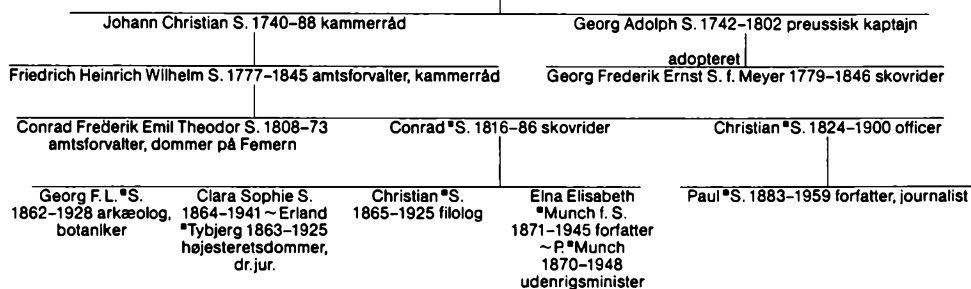 Johann Christian S. 1740–88 kammerråd
Georg Adolph S. 1742–1802 preussisk kaptajn
adopteret
Friedrich Heinrich Wilhelm S. 1777–1845 amtsforvalter, kammerråd
Georg Frederik Ernst S. f. Meyer 1779–1846 skovrider
Conrad Frederik Emil Theodor S. 1808–73
amtsforvalter, dommer på Femern
Conrad *S. 1816–86 skovrider
Christian *S. 1824–1900 officer
Georg F. L. *S.
1862–1928 arkæolog,
botaniker
Clara Sophie S.
1864–1941 ~ Erland
*Tybjerg 1863–1925
højesteretsdommer,
dr.jur.
Christian *S.
1865–1925 filolog
Elna Elisabeth
*Munch f. S.
1871–1945 forfatter
~ P. *Munch
1870–1948
udenrigsminister
Paul *S. 1883–1959 forfatter, journalist